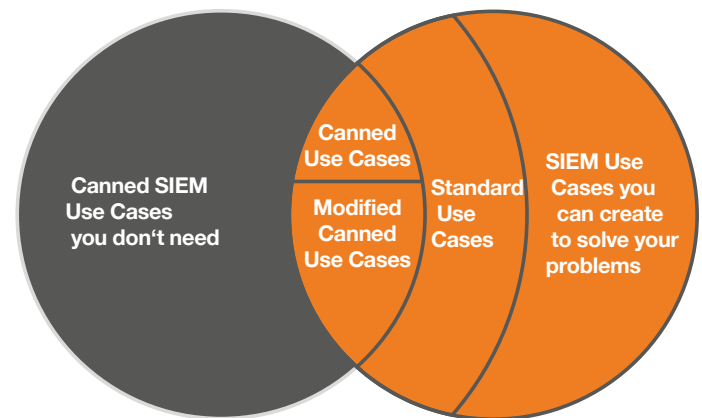 Canned SIEM
Use Cases
you don‘t need
Canned
Use Cases
Modified
Canned
Use Cases
Standard
Use
Cases
SIEM Use
Cases you
can create
to solve your
problems